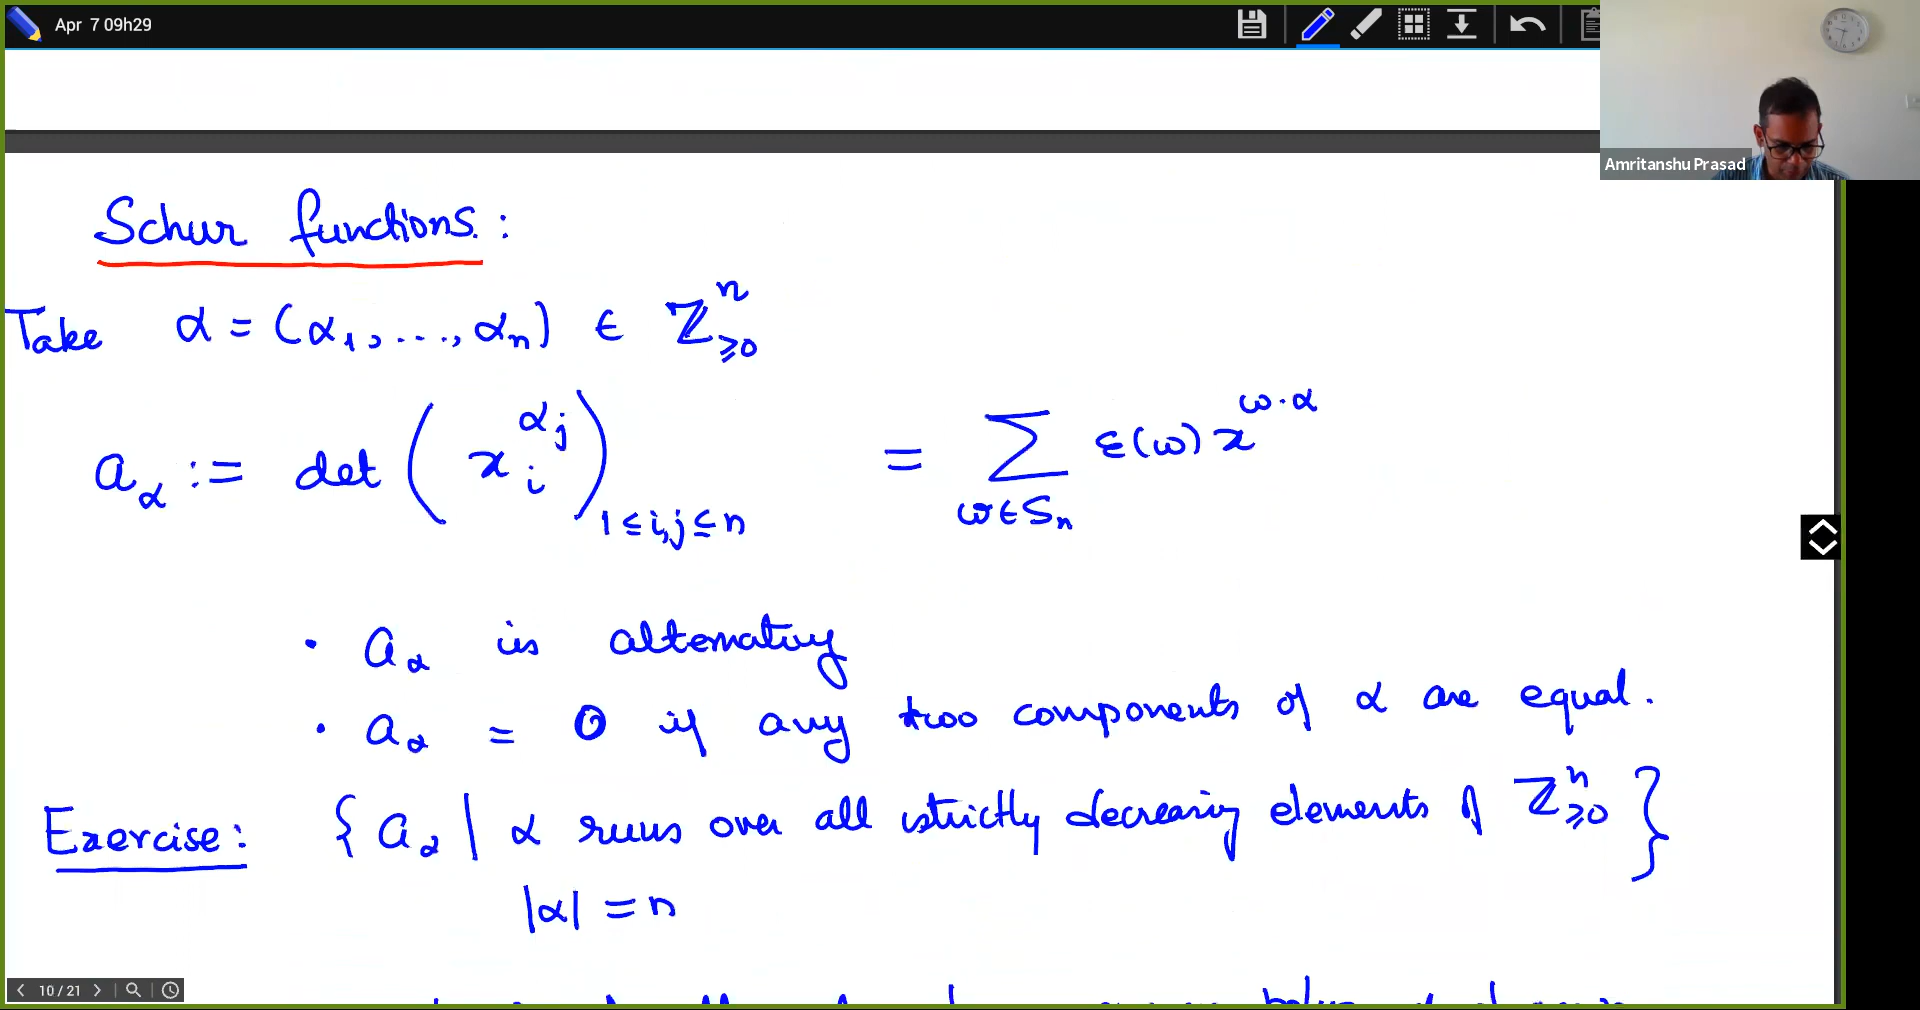 Apr 7 09h29
Amritanshu Prasad
Schur functions :
Take α = (α₁, ..., αₙ) ∈ ℤⁿ≥0
a_α := det ( x_i^{α_j} )_{1≤i,j≤n} = Σ_{w∈Sₙ} ε(w) x^{w·α}
• a_α is alternating
• a_α = 0 if any two components of α are equal.
Exercise: { a_α | α runs over all strictly decreasing elements of ℤⁿ≥0 }
|α| = n
10 / 21